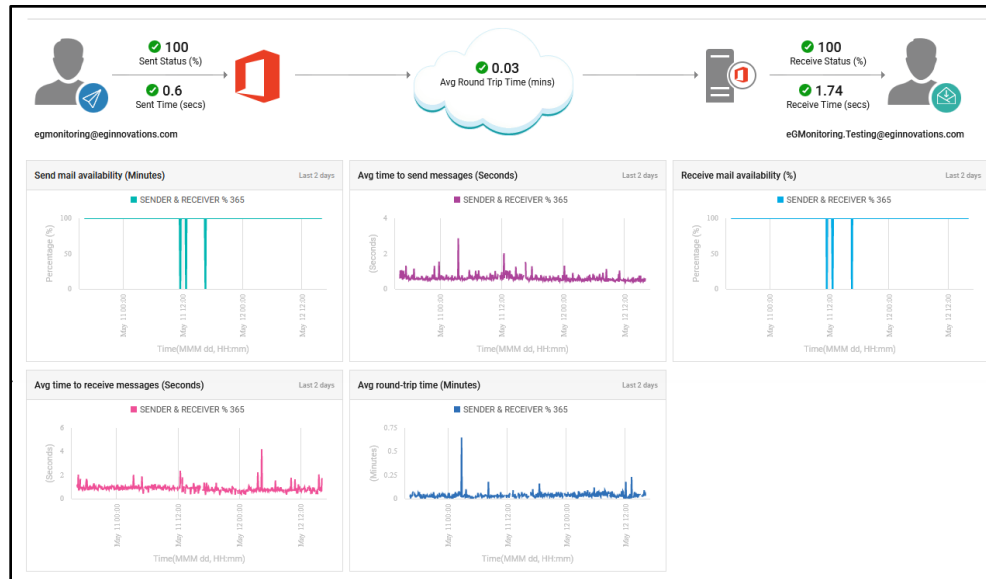 100
Sent Status (%)
0.6
Sent Time (secs)
egmonitoring@eginnovations.com
0.03
Avg Round Trip Time (mins)
100
Receive Status (%)
1.74
Receive Time (secs)
eGMonitoring.Testing@eginnovations.com
Send mail availability (Minutes) Last 2 days
SENDER & RECEIVER % 365
Percentage (%)
100
50
0
May 11 00:00
May 11 12:00
May 12 00:00
May 12 12:00
Time(MMM dd, HH:mm)
Avg time to send messages (Seconds) Last 2 days
SENDER & RECEIVER % 365
(Seconds)
4
2
0
May 11 00:00
May 11 12:00
May 12 00:00
May 12 12:00
Time(MMM dd, HH:mm)
Receive mail availability (%) Last 2 days
SENDER & RECEIVER % 365
Percentage (%)
100
50
0
May 11 00:00
May 11 12:00
May 12 00:00
May 12 12:00
Time(MMM dd, HH:mm)
Avg time to receive messages (Seconds) Last 2 days
SENDER & RECEIVER % 365
(Seconds)
6
4
2
0
May 11 00:00
May 11 12:00
May 12 00:00
May 12 12:00
Time(MMM dd, HH:mm)
Avg round-trip time (Minutes) Last 2 days
SENDER & RECEIVER % 365
(Minutes)
0.75
0.5
0.25
0
May 11 00:00
May 11 12:00
May 12 00:00
May 12 12:00
Time(MMM dd, HH:mm)